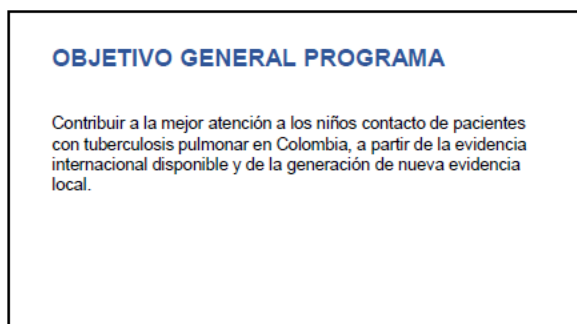 OBJETIVO GENERAL PROGRAMA
Contribuir a la mejor atención a los niños contacto de pacientes
con tuberculosis pulmonar en Colombia, a partir de la evidencia
internacional disponible y de la generación de nueva evidencia
local.